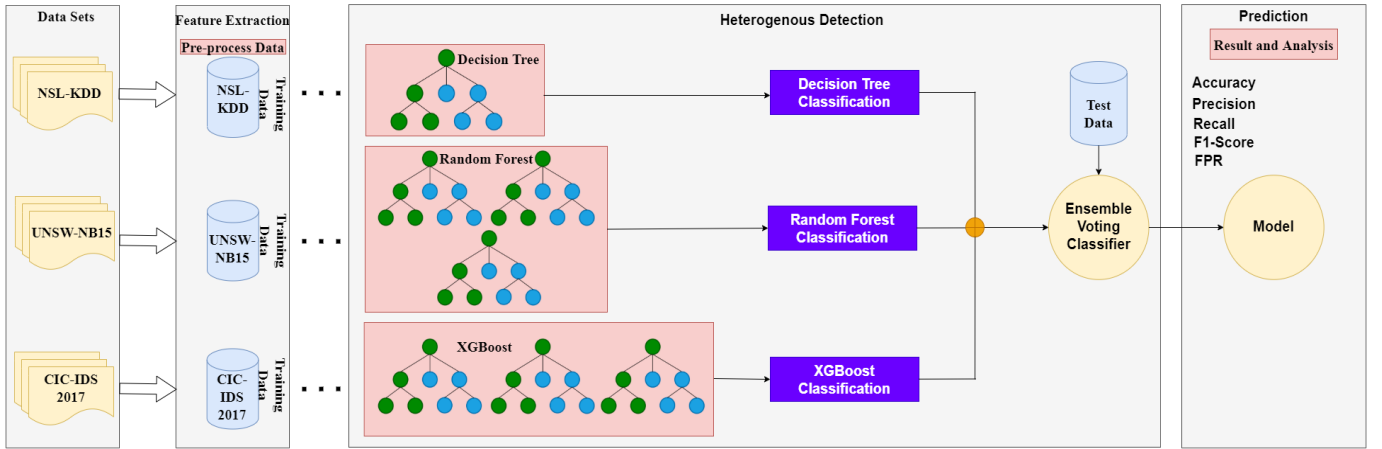 Data Sets
NSL-KDD
UNSW-NB15
CIC-IDS
2017
Feature Extraction
Pre-process Data
NSL-
KDD
Training
Data
UNSW-
NB15
Training
Data
CIC-
IDS
2017
Training
Data
Heterogenous Detection
Decision Tree
Random Forest
XGBoost
Decision Tree
Classification
Random Forest
Classification
XGBoost
Classification
Test
Data
Ensemble
Voting
Classifier
Prediction
Result and Analysis
Accuracy
Precision
Recall
F1-Score
FPR
Model